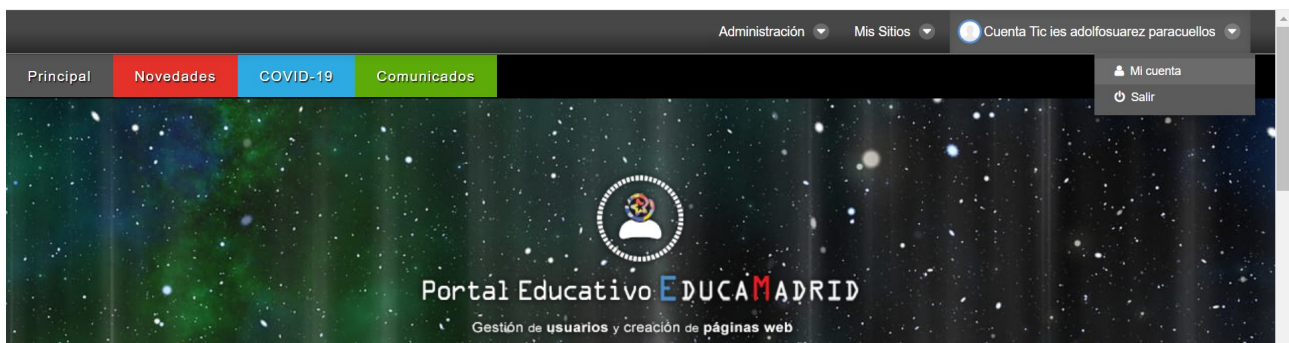 Administración Mis Sitios Cuenta Tic ies adolfosuarez paracuellos
Principal Novedades COVID-19 Comunicados
Mi cuenta
Salir
Portal Educativo EDUCAMADRID
Gestión de usuarios y creación de páginas web